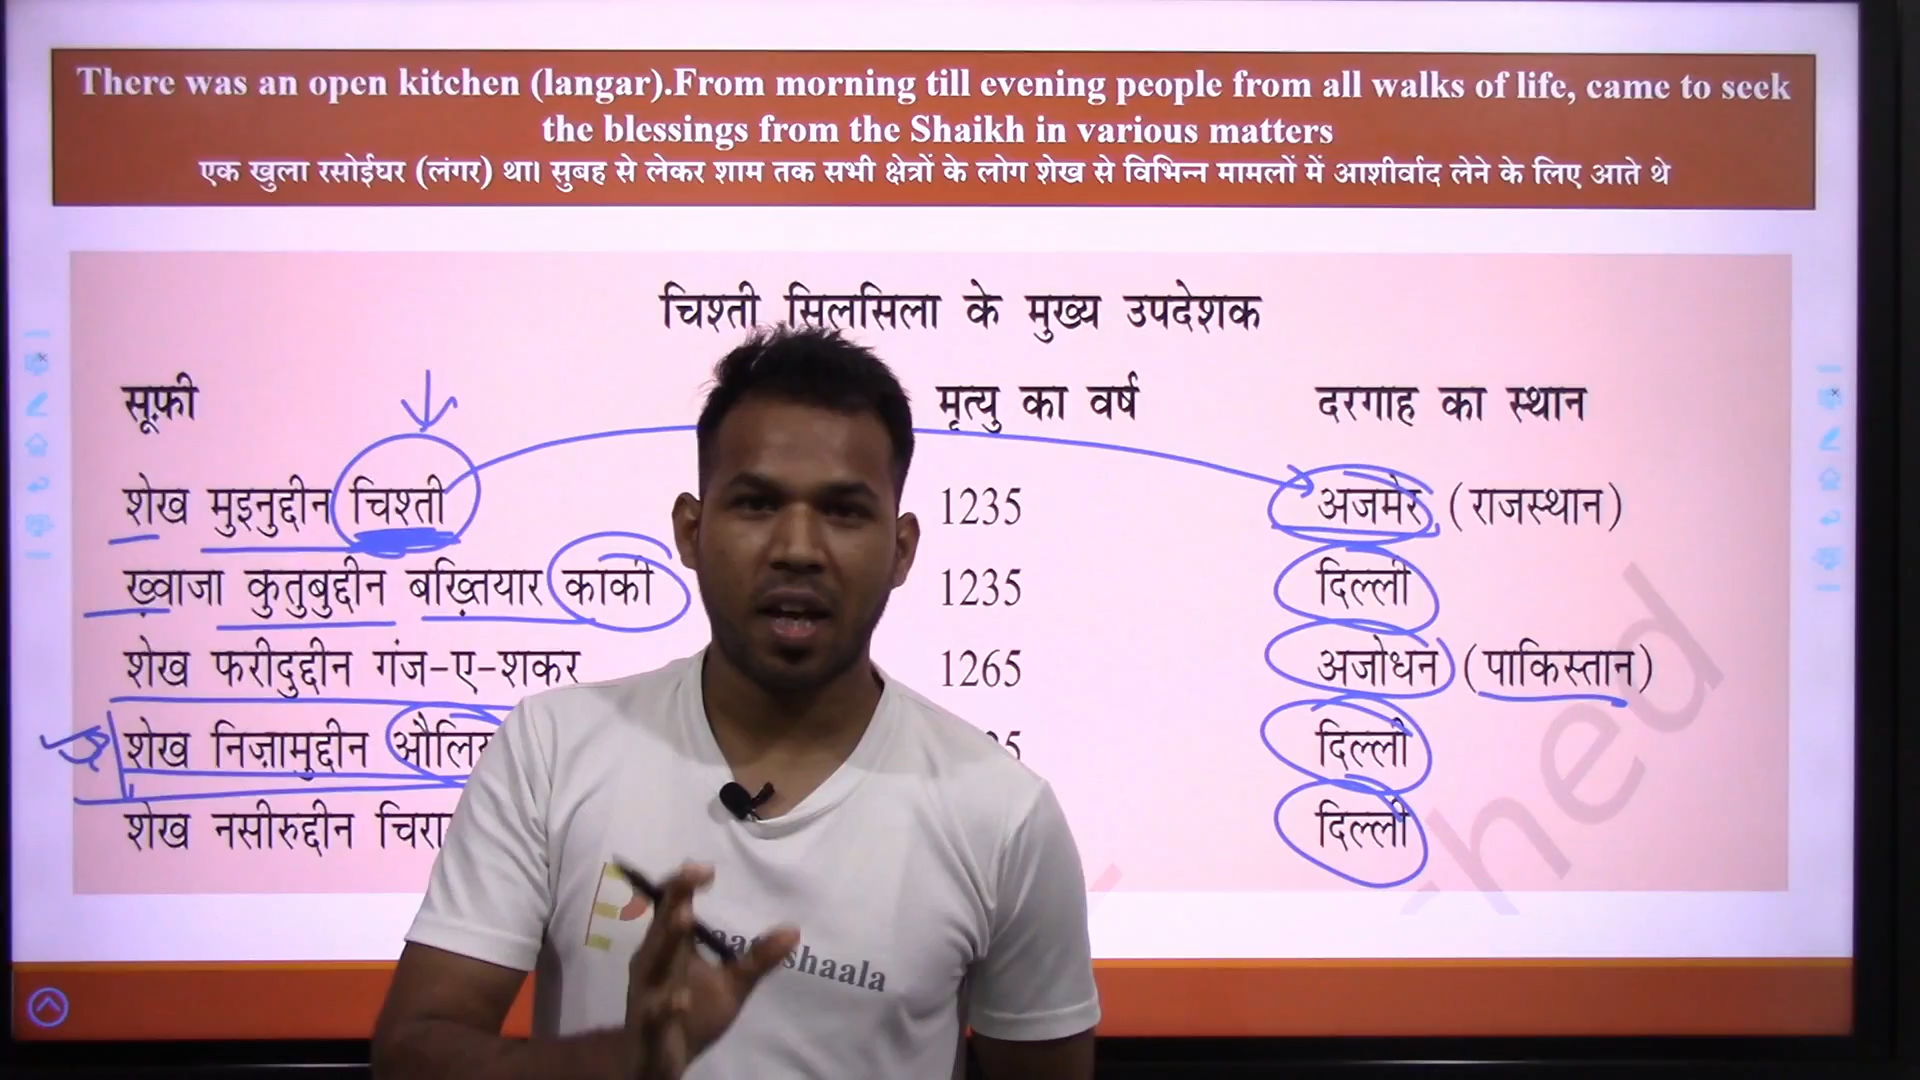 There was an open kitchen (langar).From morning till evening people from all walks of life, came to seek
the blessings from the Shaikh in various matters
एक खुला रसोईघर (लंगर) था। सुबह से लेकर शाम तक सभी क्षेत्रों के लोग शेख से विभिन्न मामलों में आशीर्वाद लेने के लिए आते थे
चिश्ती सिलसिला के मुख्य उपदेशक
सूफ़ी मृत्यु का वर्ष दरगाह का स्थान
शेख मुइनुद्दीन चिश्ती 1235 अजमेर (राजस्थान)
ख़्वाजा कुतुबुद्दीन बख़्तियार काकी 1235 दिल्ली
शेख फरीदुद्दीन गंज-ए-शकर 1265 अजोधन (पाकिस्तान)
शेख निज़ामुद्दीन दिल्ली
शेख नसीरुद्दीन दिल्ली